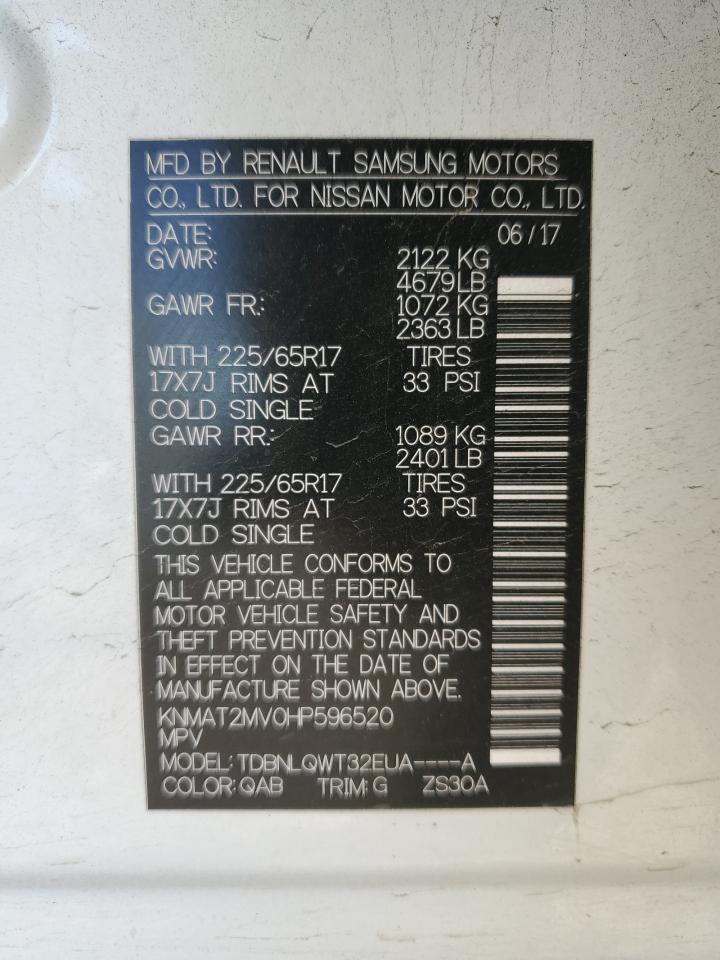 MFD BY RENAULT SAMSUNG MOTORS
CO., LTD. FOR NISSAN MOTOR CO., LTD.
DATE: 06 / 17
GVWR: 2122 KG
4679 LB
GAWR FR.: 1072 KG
2363 LB
WITH 225/65R17 TIRES
17X7J RIMS AT 33 PSI
COLD SINGLE
GAWR RR.: 1089 KG
2401 LB
WITH 225/65R17 TIRES
17X7J RIMS AT 33 PSI
COLD SINGLE
THIS VEHICLE CONFORMS TO
ALL APPLICABLE FEDERAL
MOTOR VEHICLE SAFETY AND
THEFT PREVENTION STANDARDS
IN EFFECT ON THE DATE OF
MANUFACTURE SHOWN ABOVE.
KNMAT2MV0HP596520
MPV
MODEL: TDBNLQWT32EUA----A
COLOR: QAB TRIM: G ZS30A